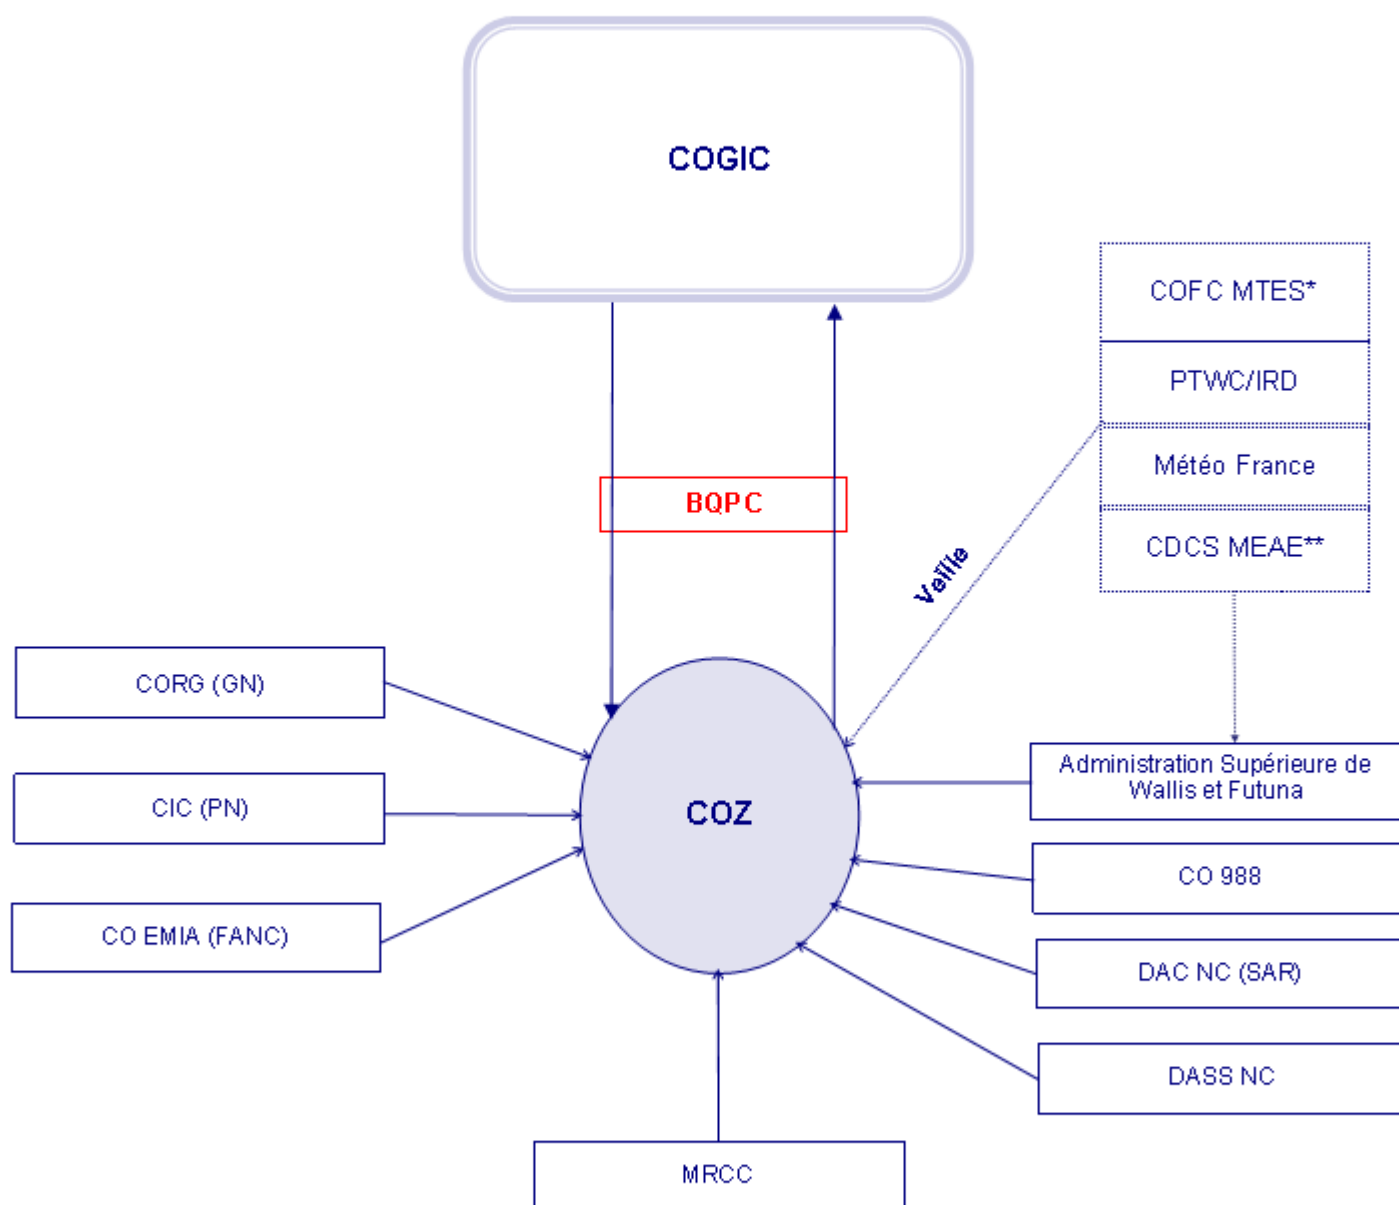 COGIC
COFC MTES*
PTWC/IRD
Météo France
CDCS MEAE**
BQPC
Veille
CORG (GN)
CIC (PN)
CO EMIA (FANC)
COZ
Administration Supérieure de
Wallis et Futuna
CO 988
DAC NC (SAR)
DASS NC
MRCC